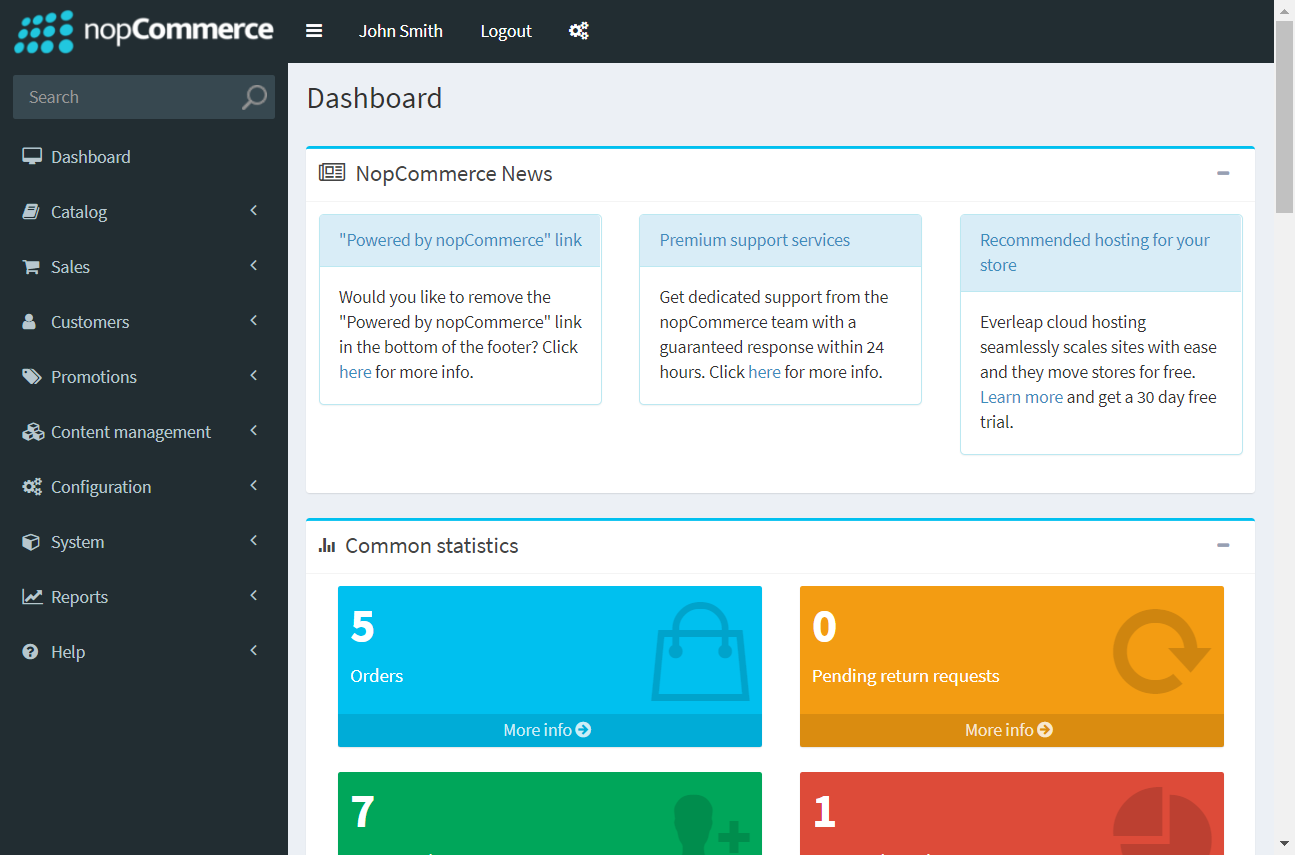 nopCommerce
John Smith
Logout
Search
Dashboard
Catalog
Sales
Customers
Promotions
Content management
Configuration
System
Reports
Help
Dashboard
NopCommerce News
"Powered by nopCommerce" link
Would you like to remove the
"Powered by nopCommerce" link
in the bottom of the footer? Click
here for more info.
Premium support services
Get dedicated support from the
nopCommerce team with a
guaranteed response within 24
hours. Click here for more info.
Recommended hosting for your
store
Everleap cloud hosting
seamlessly scales sites with ease
and they move stores for free.
Learn more and get a 30 day free
trial.
Common statistics
5
Orders
More info
0
Pending return requests
More info
7
1